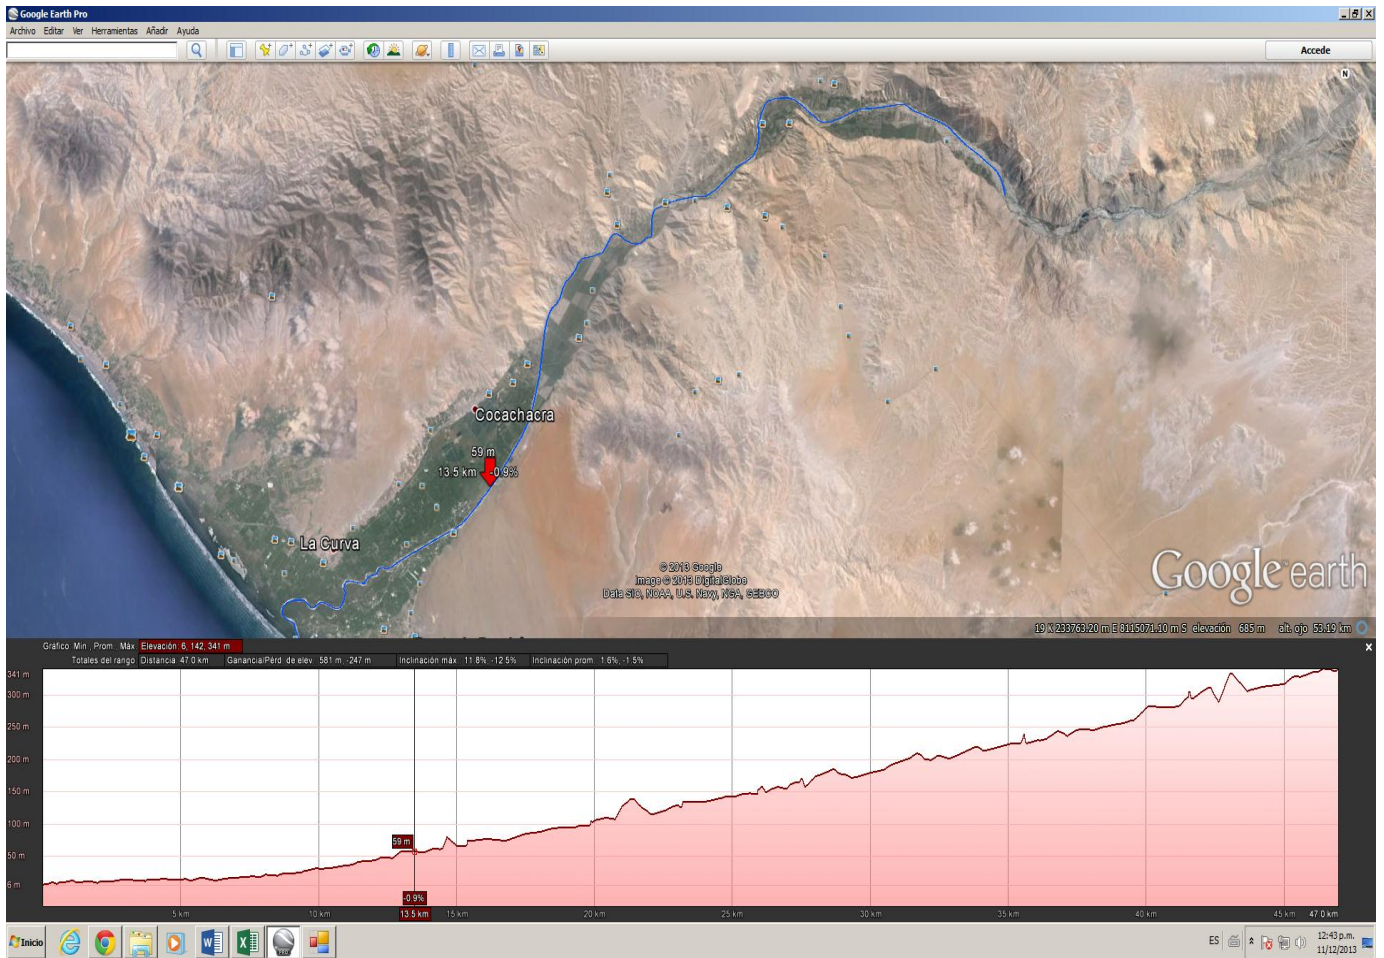 Google Earth Pro
Archivo Editar Ver Herramientas Añadir Ayuda
Accede
N
Cocachacra
59 m
13.5 km -0.9%
La Curva
© 2013 Google
Image © 2013 DigitalGlobe
Data SIO, NOAA, U.S. Navy, NGA, GEBCO
Google earth
19 K 233763.20 m E 8115071.10 m S elevación 685 m alt. ojo 53.19 km
Gráfico Min., Prom., Máx Elevación: 6, 142, 341 m
Totales del rango Distancia 47.0 km Ganancia/Pérd. de elev. 581 m, -247 m Inclinación máx. 11.8%, -12.5% Inclinación prom. 1.6%, -1.5%
341 m
300 m
250 m
200 m
150 m
100 m
59 m
50 m
6 m
-0.9%
5 km 10 km 13.5 km 15 km 20 km 25 km 30 km 35 km 40 km 45 km 47.0 km
Inicio
PRO
ES
12:43 p.m.
11/12/2013